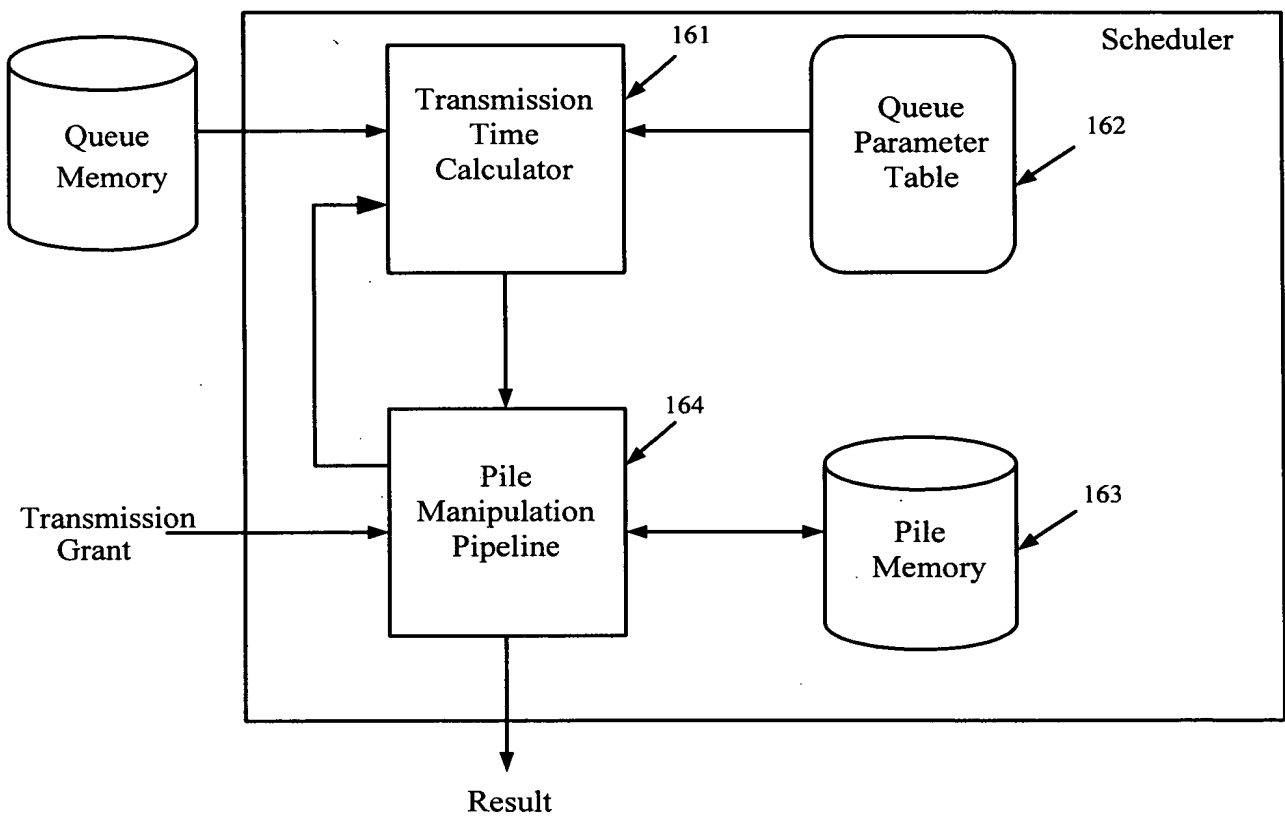 161
Scheduler
Transmission
Time
Calculator
Queue
Parameter
Table
162
Queue
Memory
164
Pile
Manipulation
Pipeline
163
Pile
Memory
Transmission
Grant
Result